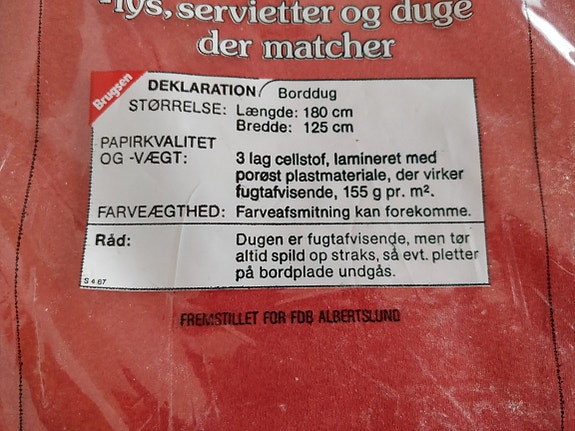 -lys, servietter og duge
der matcher
Brugsen
DEKLARATION Borddug
STØRRELSE: Længde: 180 cm
Bredde: 125 cm
PAPIRKVALITET
OG -VÆGT: 3 lag cellstof, lamineret med
porøst plastmateriale, der virker
fugtafvisende, 155 g pr. m².
FARVEÆGTHED: Farveafsmitning kan forekomme.
Råd: Dugen er fugtafvisende, men tør
altid spild op straks, så evt. pletter
på bordplade undgås.
S 4.67
FREMSTILLET FOR FDB ALBERTSLUND